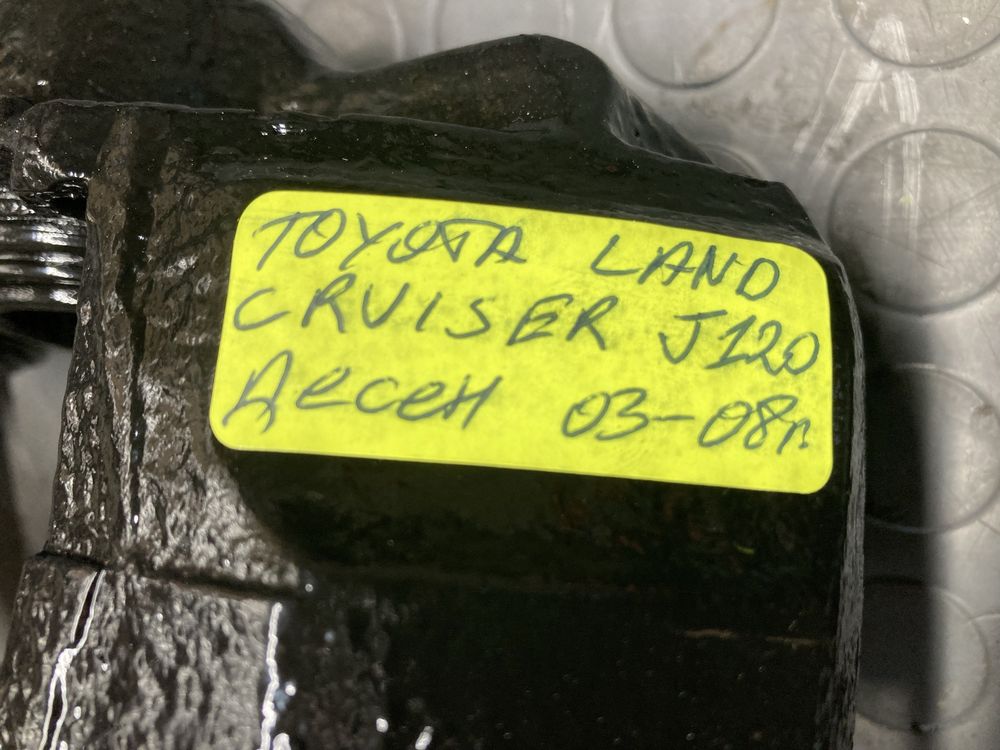 TOYOTA LAND
CRUISER J120
Десен 03-08г